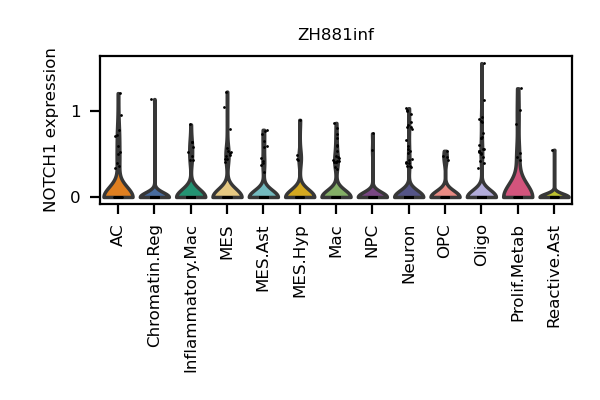 ZH881inf
NOTCH1 expression
1
0
AC
Chromatin.Reg
Inflammatory.Mac
MES
MES.Ast
MES.Hyp
Mac
NPC
Neuron
OPC
Oligo
Prolif.Metab
Reactive.Ast